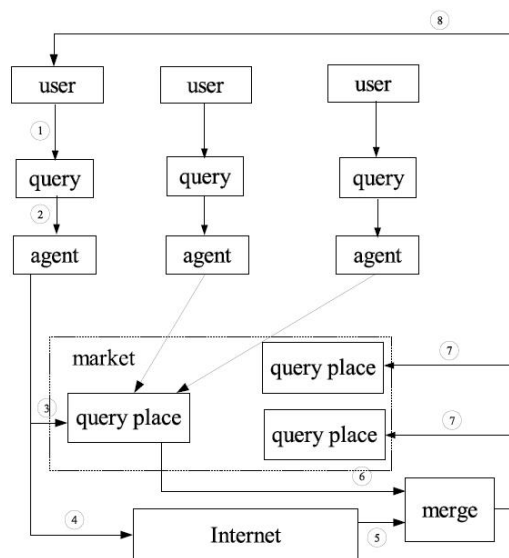 8
user
user
user
1
query
query
query
2
agent
agent
agent
market
query place
7
3
query place
query place
7
6
merge
4
Internet
5